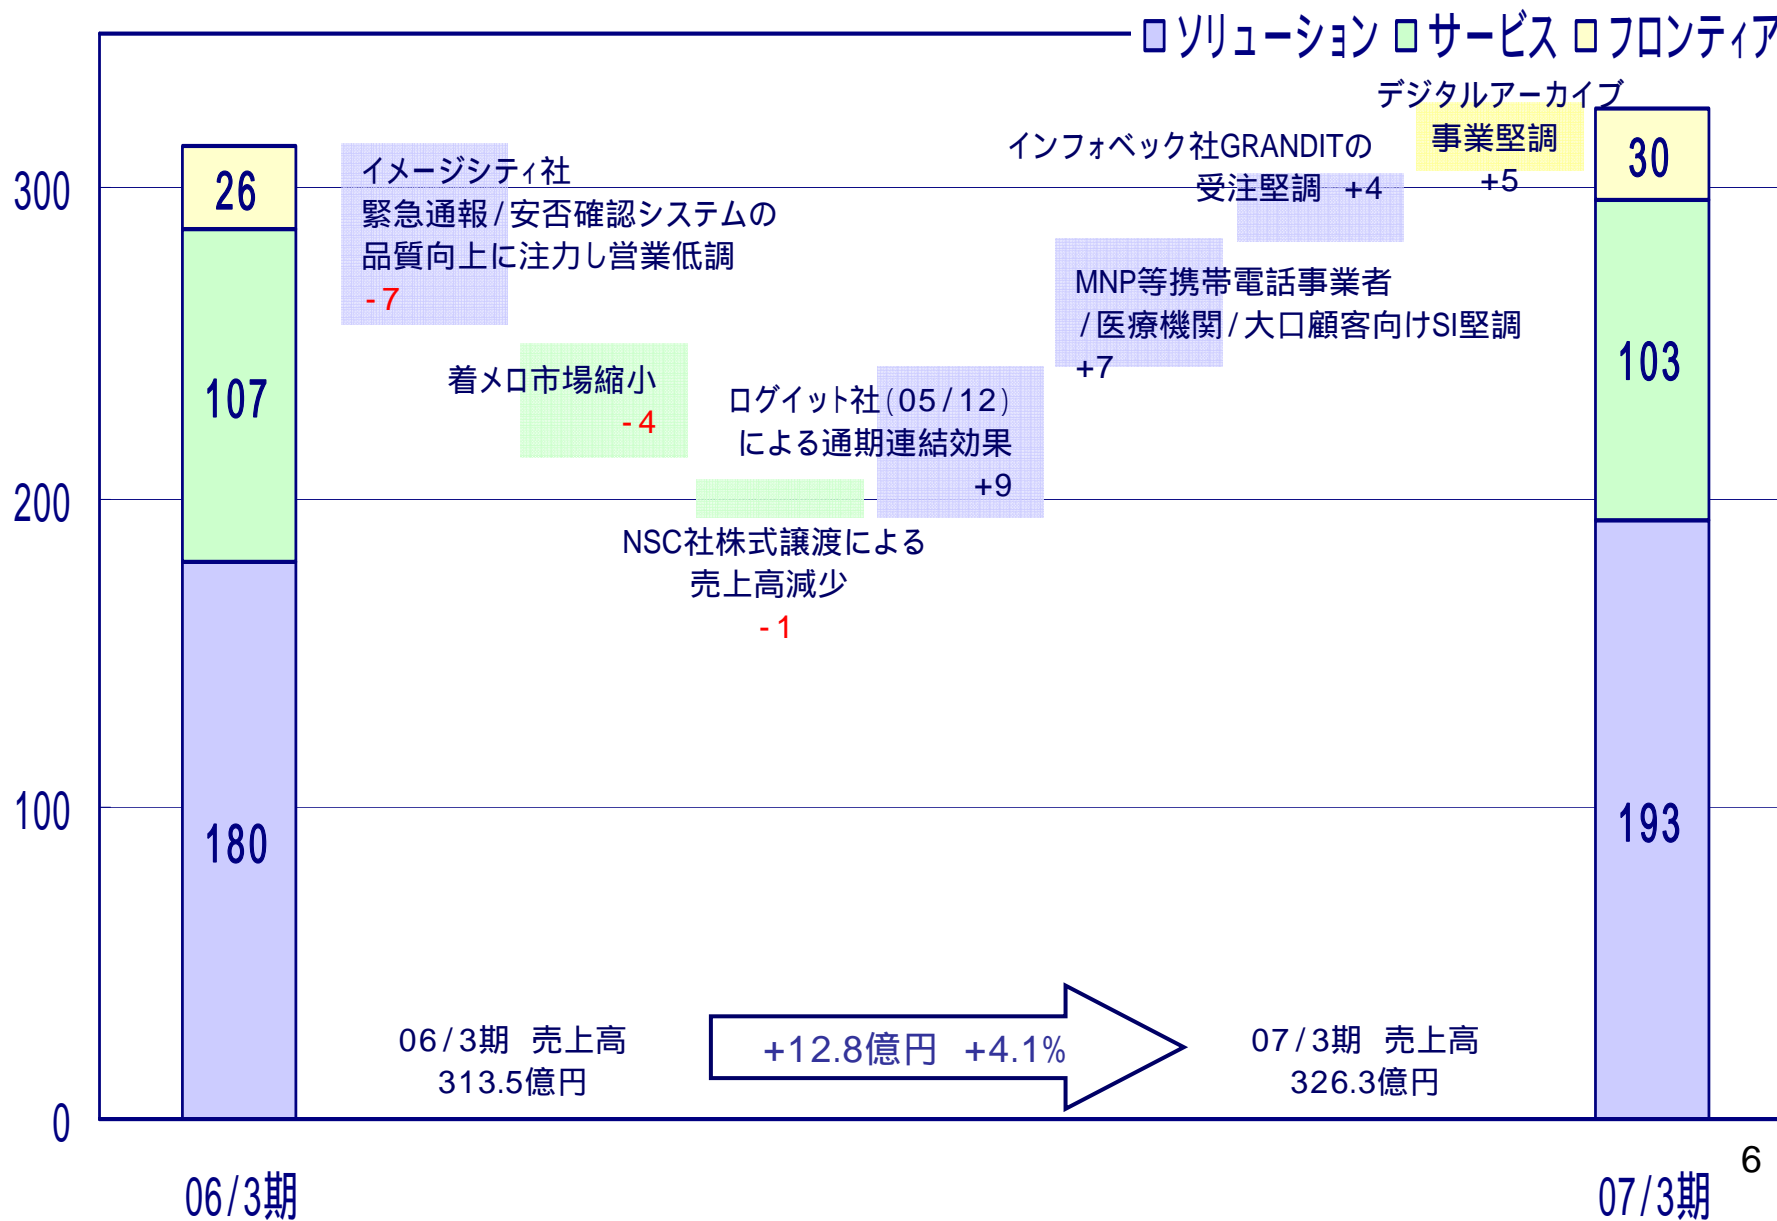 ソリューション サービス フロンティア
デジタルアーカイブ
事業堅調
+5
インフォベック社GRANDITの
受注堅調 +4
イメージシティ社
緊急通報/安否確認システムの
品質向上に注力し営業低調
-7
MNP等携帯電話事業者
/医療機関/大口顧客向けSI堅調
+7
着メロ市場縮小
-4
ログイット社(05/12)
による通期連結効果
+9
NSC社株式譲渡による
売上高減少
-1
300
200
100
0
26
107
180
30
103
193
06/3期 売上高
313.5億円
+12.8億円 +4.1%
07/3期 売上高
326.3億円
06/3期
07/3期
6